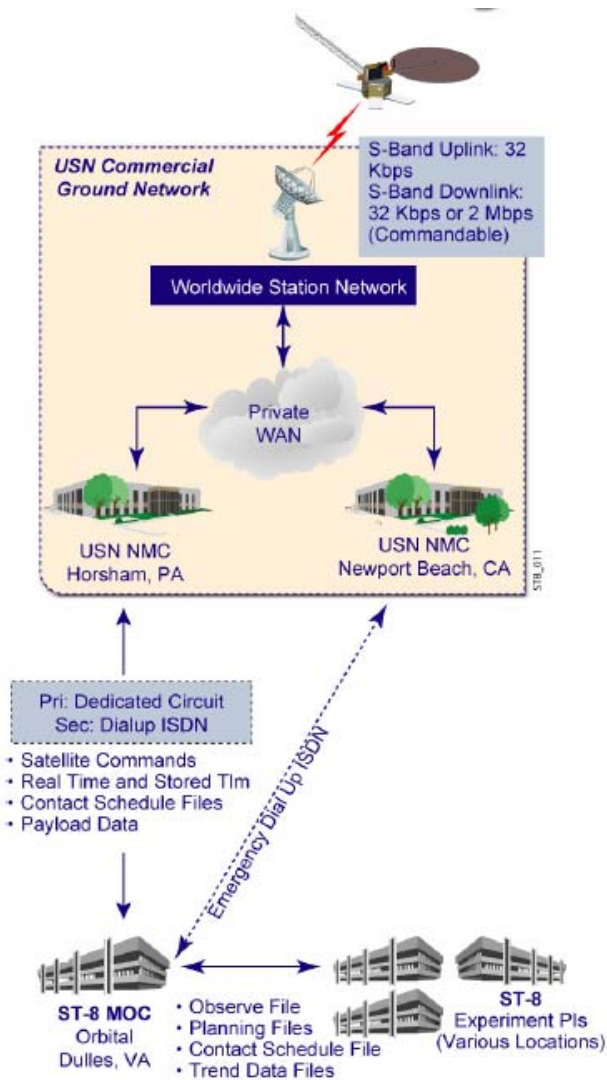 USN Commercial
Ground Network
S-Band Uplink: 32
Kbps
S-Band Downlink:
32 Kbps or 2 Mbps
(Commandable)
Worldwide Station Network
Private
WAN
USN NMC
Horsham, PA
USN NMC
Newport Beach, CA
STB_011
Pri: Dedicated Circuit
Sec: Dialup ISDN
• Satellite Commands
• Real Time and Stored Tlm
• Contact Schedule Files
• Payload Data
Emergency Dial Up ISDN
ST-8 MOC
Orbital
Dulles, VA
• Observe File
• Planning Files
• Contact Schedule File
• Trend Data Files
ST-8
Experiment PIs
(Various Locations)